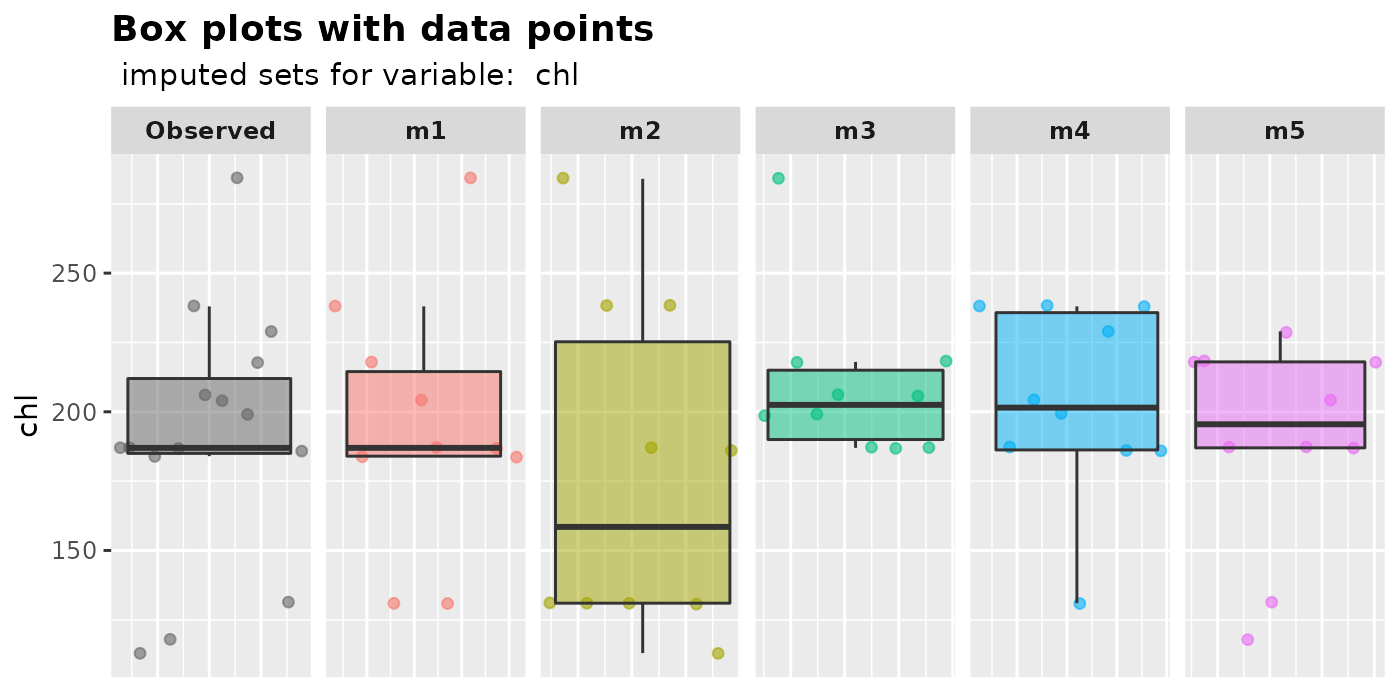 Box plots with data points
imputed sets for variable:  chl
Observed m1 m2 m3 m4 m5
250
200
150
chl